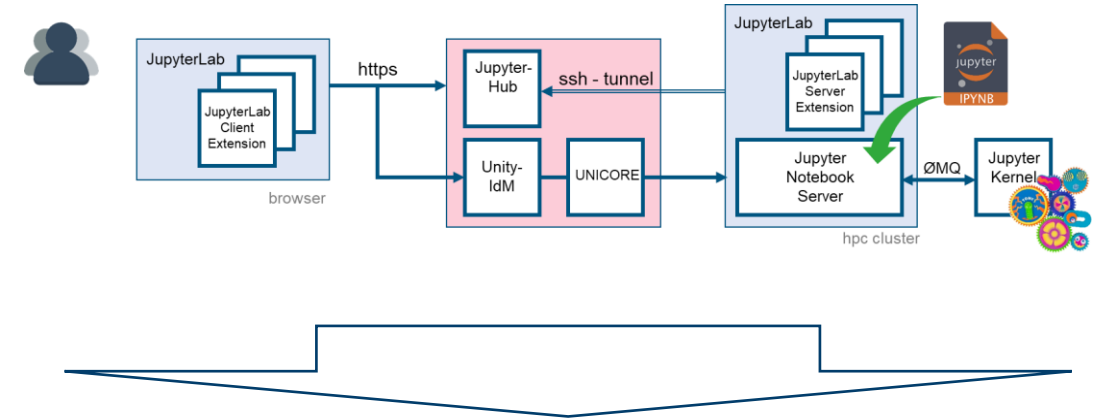 JupyterLab
JupyterLab
Client
Extension
browser
https
Jupyter-
Hub
ssh - tunnel
Unity-
IdM
UNICORE
JupyterLab
JupyterLab
Server
Extension
Jupyter
Notebook
Server
hpc cluster
jupyter
IPYNB
ØMQ
Jupyter
Kernel